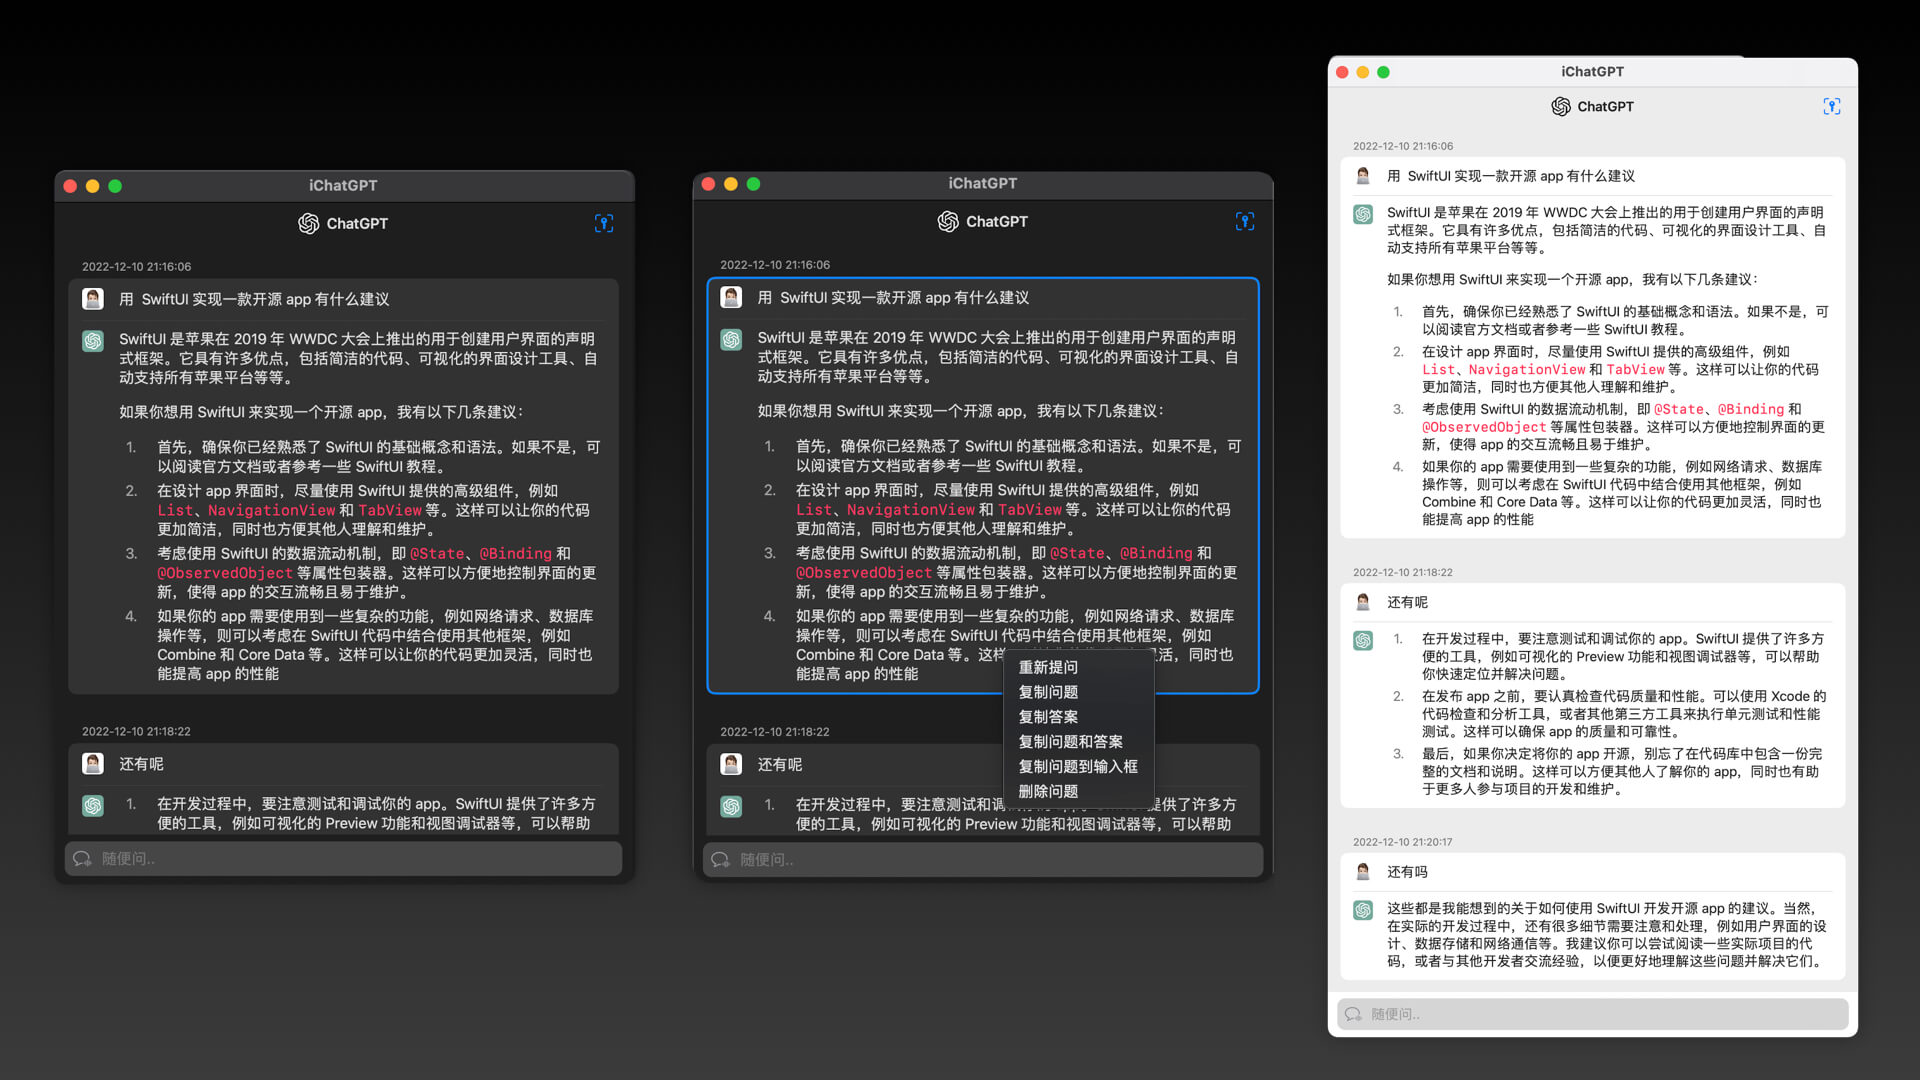 iChatGPT
ChatGPT
2022-12-10 21:16:06
用 SwiftUI 实现一款开源 app 有什么建议
SwiftUI 是苹果在 2019 年 WWDC 大会上推出的用于创建用户界面的声明
式框架。它具有许多优点，包括简洁的代码、可视化的界面设计工具、自
动支持所有苹果平台等等。
如果你想用 SwiftUI 来实现一个开源 app，我有以下几条建议：
1. 首先，确保你已经熟悉了 SwiftUI 的基础概念和语法。如果不是，可
以阅读官方文档或者参考一些 SwiftUI 教程。
2. 在设计 app 界面时，尽量使用 SwiftUI 提供的高级组件，例如
List、NavigationView 和 TabView 等。这样可以让你的代码
更加简洁，同时也方便其他人理解和维护。
3. 考虑使用 SwiftUI 的数据流动机制，即 @State、@Binding 和
@ObservedObject 等属性包装器。这样可以方便地控制界面的更
新，使得 app 的交互流畅且易于维护。
4. 如果你的 app 需要使用到一些复杂的功能，例如网络请求、数据库
操作等，则可以考虑在 SwiftUI 代码中结合使用其他框架，例如
Combine 和 Core Data 等。这样可以让你的代码更加灵活，同时也
能提高 app 的性能
2022-12-10 21:18:22
还有呢
1. 在开发过程中，要注意测试和调试你的 app。SwiftUI 提供了许多方
便的工具，例如可视化的 Preview 功能和视图调试器等，可以帮助
随便问..
iChatGPT
ChatGPT
2022-12-10 21:16:06
用 SwiftUI 实现一款开源 app 有什么建议
SwiftUI 是苹果在 2019 年 WWDC 大会上推出的用于创建用户界面的声明
式框架。它具有许多优点，包括简洁的代码、可视化的界面设计工具、自
动支持所有苹果平台等等。
如果你想用 SwiftUI 来实现一个开源 app，我有以下几条建议：
1. 首先，确保你已经熟悉了 SwiftUI 的基础概念和语法。如果不是，可
以阅读官方文档或者参考一些 SwiftUI 教程。
2. 在设计 app 界面时，尽量使用 SwiftUI 提供的高级组件，例如
List、NavigationView 和 TabView 等。这样可以让你的代码
更加简洁，同时也方便其他人理解和维护。
3. 考虑使用 SwiftUI 的数据流动机制，即 @State、@Binding 和
@ObservedObject 等属性包装器。这样可以方便地控制界面的更
新，使得 app 的交互流畅且易于维护。
4. 如果你的 app 需要使用到一些复杂的功能，例如网络请求、数据库
操作等，则可以考虑在 SwiftUI 代码中结合使用其他框架，例如
Combine 和 Core Data 等。这样 更加灵活，同时也
能提高 app 的性能
重新提问
复制问题
复制答案
复制问题和答案
复制问题到输入框
删除问题
2022-12-10 21:18:22
还有呢
1. 在开发过程中，要注意测试和调 提供了许多方
便的工具，例如可视化的 Preview 功能和视图调试器等，可以帮助
随便问..
iChatGPT
ChatGPT
2022-12-10 21:16:06
用 SwiftUI 实现一款开源 app 有什么建议
SwiftUI 是苹果在 2019 年 WWDC 大会上推出的用于创建用户界面的声明
式框架。它具有许多优点，包括简洁的代码、可视化的界面设计工具、自
动支持所有苹果平台等等。
如果你想用 SwiftUI 来实现一个开源 app，我有以下几条建议：
1. 首先，确保你已经熟悉了 SwiftUI 的基础概念和语法。如果不是，可
以阅读官方文档或者参考一些 SwiftUI 教程。
2. 在设计 app 界面时，尽量使用 SwiftUI 提供的高级组件，例如
List、NavigationView 和 TabView 等。这样可以让你的代码
更加简洁，同时也方便其他人理解和维护。
3. 考虑使用 SwiftUI 的数据流动机制，即 @State、@Binding 和
@ObservedObject 等属性包装器。这样可以方便地控制界面的更
新，使得 app 的交互流畅且易于维护。
4. 如果你的 app 需要使用到一些复杂的功能，例如网络请求、数据库
操作等，则可以考虑在 SwiftUI 代码中结合使用其他框架，例如
Combine 和 Core Data 等。这样可以让你的代码更加灵活，同时也
能提高 app 的性能
2022-12-10 21:18:22
还有呢
1. 在开发过程中，要注意测试和调试你的 app。SwiftUI 提供了许多方
便的工具，例如可视化的 Preview 功能和视图调试器等，可以帮助
你快速定位并解决问题。
2. 在发布 app 之前，要认真检查代码质量和性能。可以使用 Xcode 的
代码检查和分析工具，或者其他第三方工具来执行单元测试和性能
测试。这样可以确保 app 的质量和可靠性。
3. 最后，如果你决定将你的 app 开源，别忘了在代码库中包含一份完
整的文档和说明。这样可以方便其他人了解你的 app，同时也有助
于更多人参与项目的开发和维护。
2022-12-10 21:20:17
还有吗
这些都是我能想到的关于如何使用 SwiftUI 开发开源 app 的建议。当然，
在实际的开发过程中，还有很多细节需要注意和处理，例如用户界面的设
计、数据存储和网络通信等。我建议你可以尝试阅读一些实际项目的代
码，或者与其他开发者交流经验，以便更好地理解这些问题并解决它们。
随便问..